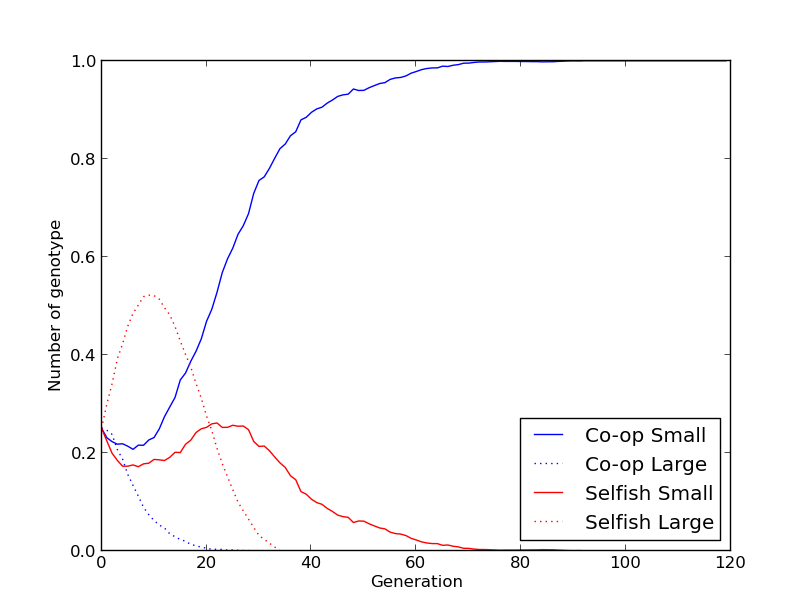 1.0
0.8
0.6
0.4
0.2
0.0
Number of genotype
0 20 40 60 80 100 120
Generation
Co-op Small
Co-op Large
Selfish Small
Selfish Large